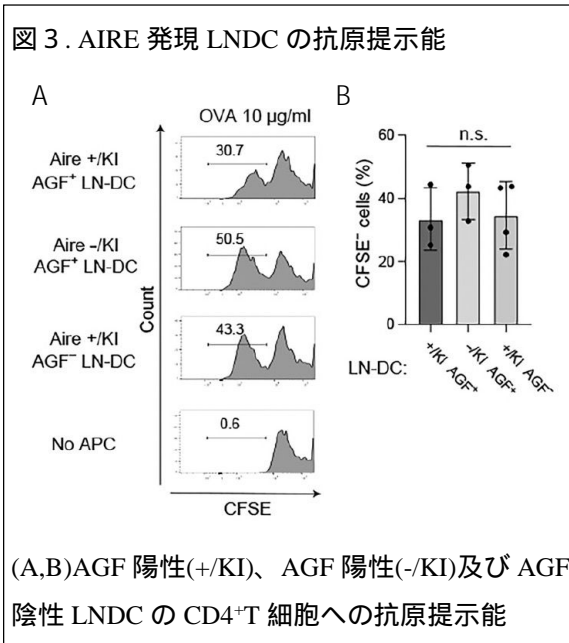 図３. AIRE 発現 LNDC の抗原提示能
A
B
OVA 10 µg/ml
Aire +/KI
AGF⁺ LN-DC
30.7
Aire −/KI
AGF⁺ LN-DC
50.5
Aire +/KI
AGF⁻ LN-DC
43.3
No APC
0.6
Count
CFSE
n.s.
CFSE⁻ cells (%)
60
40
20
0
LN-DC:
+/KI AGF⁺
-/KI AGF⁺
+/KI AGF⁻
(A,B)AGF 陽性(+/KI)、AGF 陽性(-/KI)及び AGF
陰性 LNDC の CD4⁺T 細胞への抗原提示能